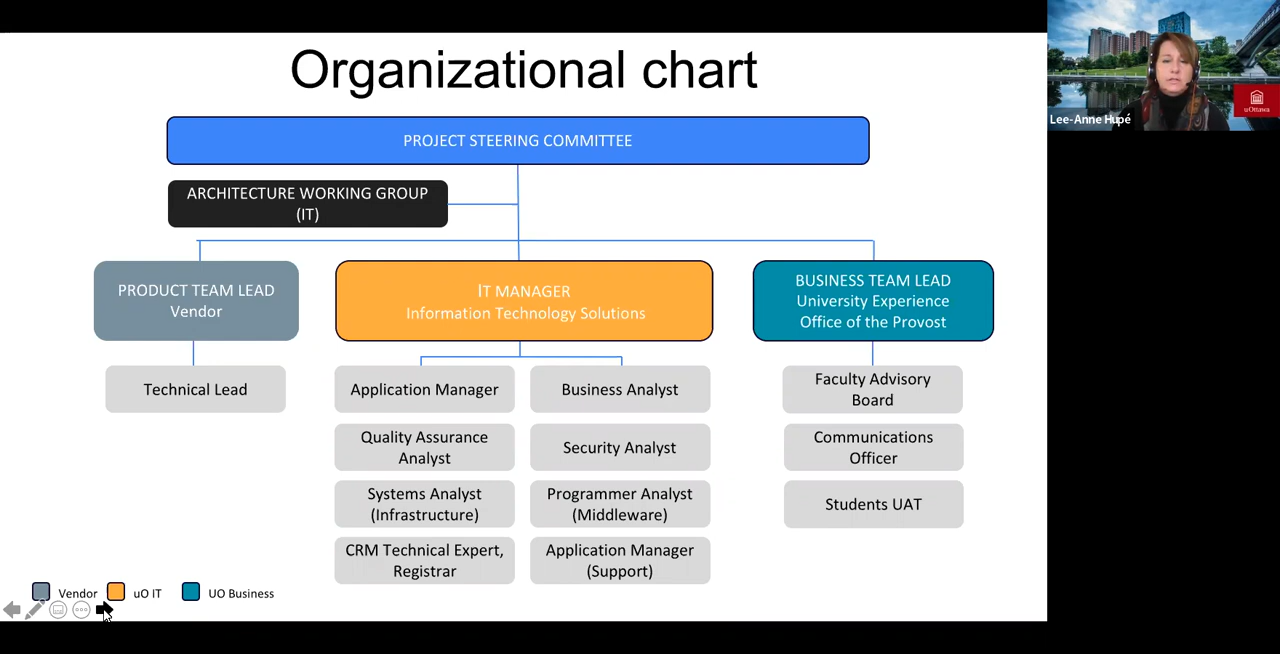 Organizational chart
PROJECT STEERING COMMITTEE
ARCHITECTURE WORKING GROUP
(IT)
PRODUCT TEAM LEAD
Vendor
IT MANAGER
Information Technology Solutions
BUSINESS TEAM LEAD
University Experience
Office of the Provost
Technical Lead
Application Manager
Business Analyst
Faculty Advisory
Board
Quality Assurance
Analyst
Security Analyst
Communications
Officer
Systems Analyst
(Infrastructure)
Programmer Analyst
(Middleware)
Students UAT
CRM Technical Expert,
Registrar
Application Manager
(Support)
Vendor
uO IT
UO Business
Lee-Anne Hupé
uOttawa